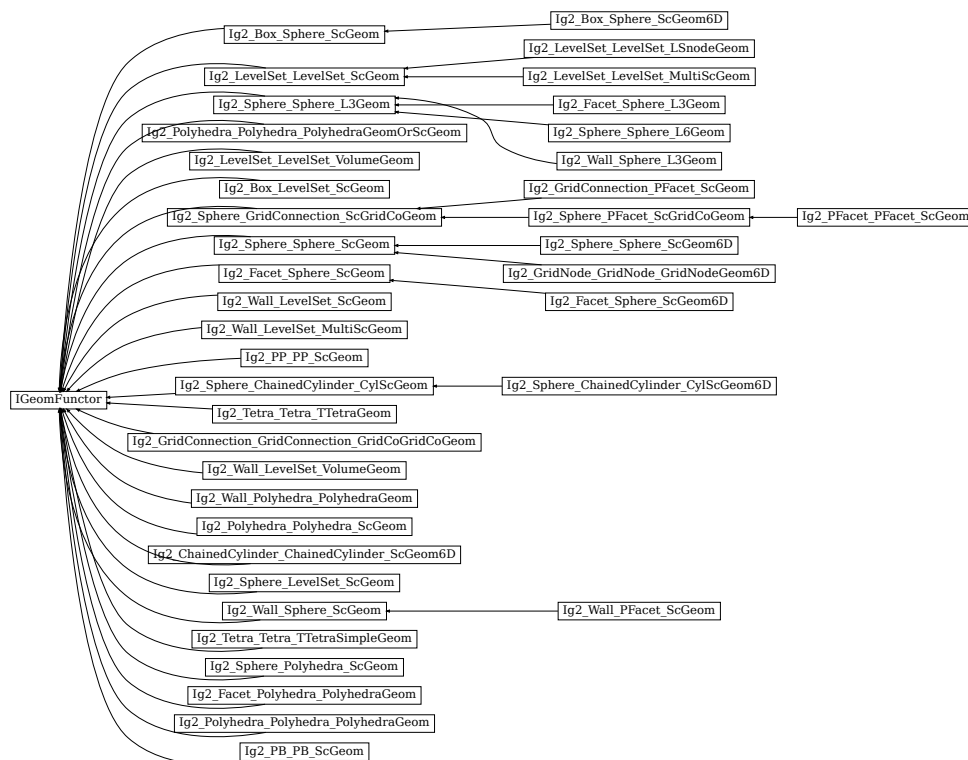 Ig2_Box_Sphere_ScGeom6D
Ig2_Box_Sphere_ScGeom
Ig2_LevelSet_LevelSet_LSnodeGeom
Ig2_LevelSet_LevelSet_ScGeom
Ig2_LevelSet_LevelSet_MultiScGeom
Ig2_Sphere_Sphere_L3Geom
Ig2_Facet_Sphere_L3Geom
Ig2_Polyhedra_Polyhedra_PolyhedraGeomOrScGeom
Ig2_Sphere_Sphere_L6Geom
Ig2_LevelSet_LevelSet_VolumeGeom
Ig2_Wall_Sphere_L3Geom
Ig2_Box_LevelSet_ScGeom
Ig2_GridConnection_PFacet_ScGeom
Ig2_Sphere_GridConnection_ScGridCoGeom
Ig2_Sphere_PFacet_ScGridCoGeom
Ig2_PFacet_PFacet_ScGeom
Ig2_Sphere_Sphere_ScGeom
Ig2_Sphere_Sphere_ScGeom6D
Ig2_Facet_Sphere_ScGeom
Ig2_GridNode_GridNode_GridNodeGeom6D
Ig2_Wall_LevelSet_ScGeom
Ig2_Facet_Sphere_ScGeom6D
Ig2_Wall_LevelSet_MultiScGeom
Ig2_PP_PP_ScGeom
Ig2_Sphere_ChainedCylinder_CylScGeom
Ig2_Sphere_ChainedCylinder_CylScGeom6D
IGeomFunctor
Ig2_Tetra_Tetra_TTetraGeom
Ig2_GridConnection_GridConnection_GridCoGridCoGeom
Ig2_Wall_LevelSet_VolumeGeom
Ig2_Wall_Polyhedra_PolyhedraGeom
Ig2_Polyhedra_Polyhedra_ScGeom
Ig2_ChainedCylinder_ChainedCylinder_ScGeom6D
Ig2_Sphere_LevelSet_ScGeom
Ig2_Wall_Sphere_ScGeom
Ig2_Wall_PFacet_ScGeom
Ig2_Tetra_Tetra_TTetraSimpleGeom
Ig2_Sphere_Polyhedra_ScGeom
Ig2_Facet_Polyhedra_PolyhedraGeom
Ig2_Polyhedra_Polyhedra_PolyhedraGeom
Ig2_PB_PB_ScGeom